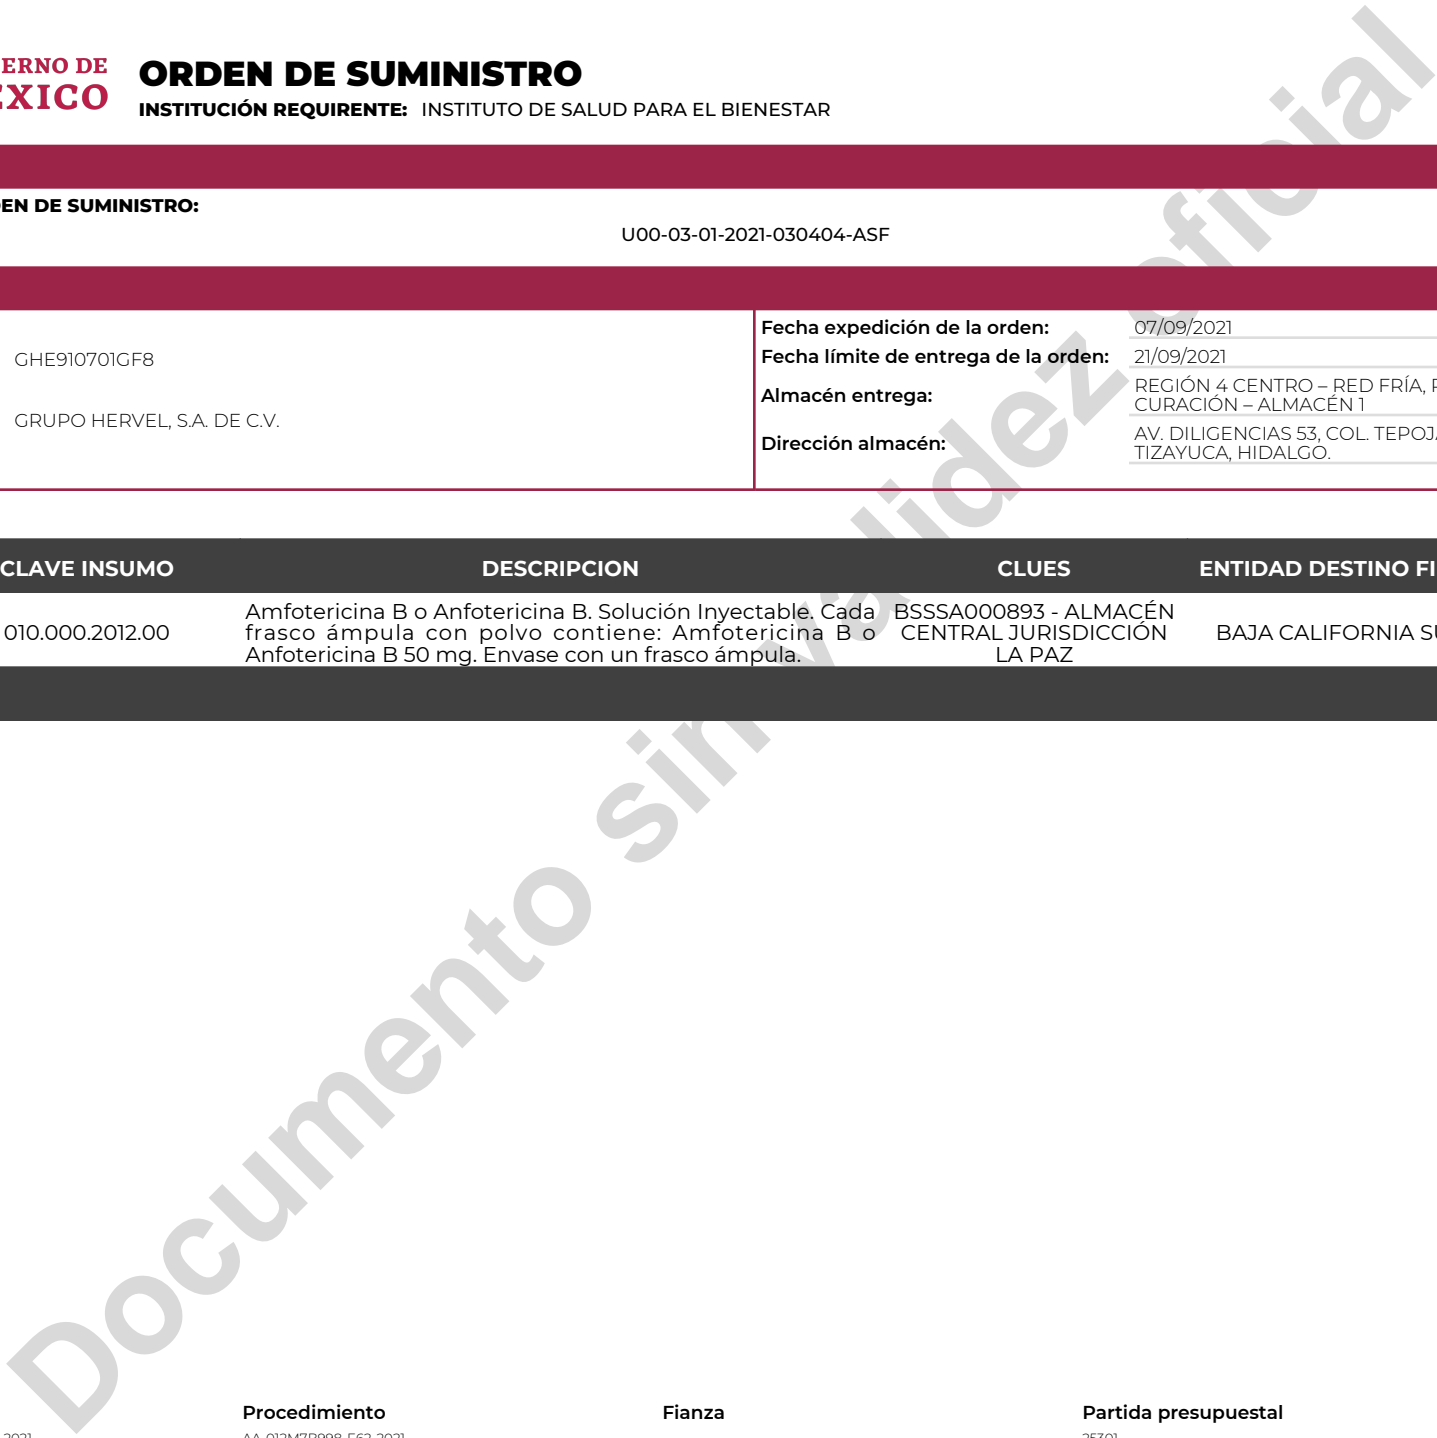 ERNO DE
ORDEN DE SUMINISTRO
INSTITUCIÓN REQUIRENTE: INSTITUTO DE SALUD PARA EL BIENESTAR
EN DE SUMINISTRO:
U00-03-01-2021-030404-ASF
GHE910701GF8
GRUPO HERVEL, S.A. DE C.V.
Fecha expedición de la orden: 07/09/2021
Fecha límite de entrega de la orden: 21/09/2021
Almacén entrega: REGIÓN 4 CENTRO – RED FRÍA,
CURACIÓN – ALMACÉN 1
Dirección almacén: AV. DILIGENCIAS 53, COL. TEPOJ
TIZAYUCA, HIDALGO.
CLAVE INSUMO DESCRIPCION CLUES ENTIDAD DESTINO FI
010.000.2012.00
Amfotericina B o Anfotericina B. Solución Inyectable. Cada
frasco ámpula con polvo contiene: Amfotericina B o
Anfotericina B 50 mg. Envase con un frasco ámpula.
BSSSA000893 - ALMACÉN
CENTRAL JURISDICCIÓN
LA PAZ
BAJA CALIFORNIA S
Documento sin validez oficial
Procedimiento Fianza Partida presupuestal